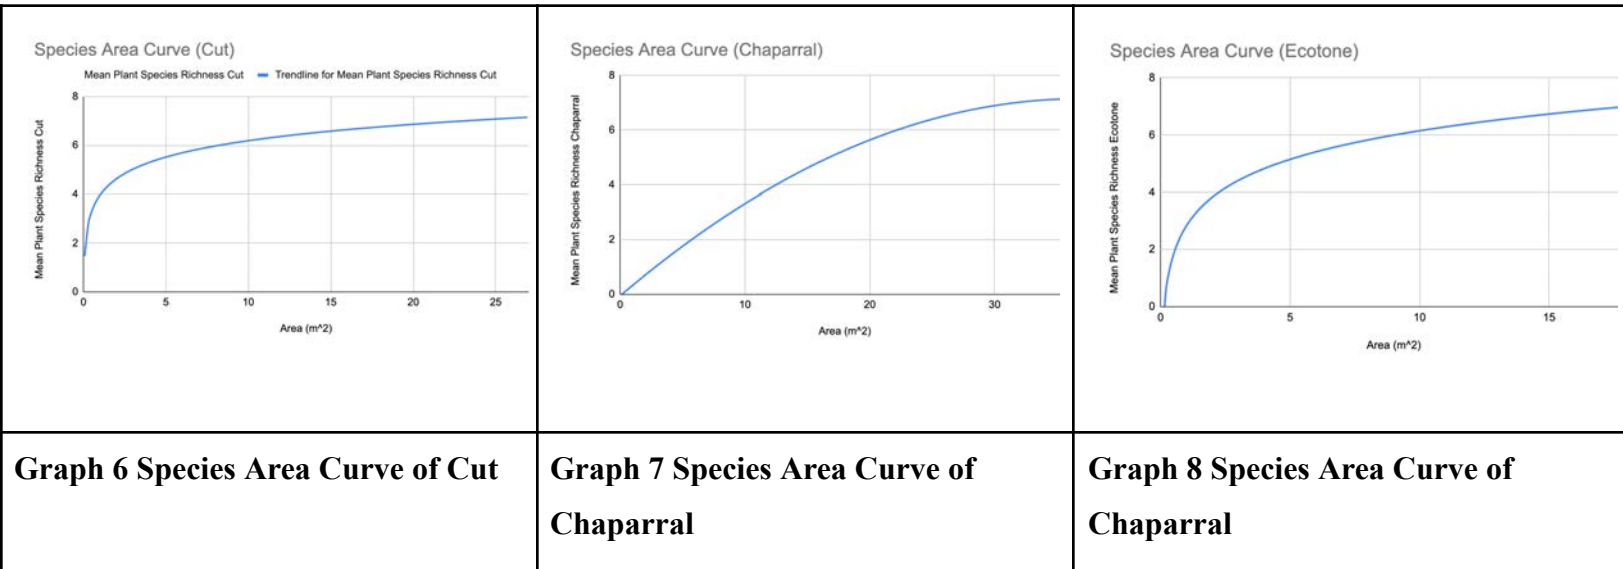 Species Area Curve (Cut)
Mean Plant Species Richness Cut Trendline for Mean Plant Species Richness Cut
Mean Plant Species Richness Cut
8
6
4
2
0
0 5 10 15 20 25
Area (m^2)
Species Area Curve (Chaparral)
Mean Plant Species Richness Chaparral
8
6
4
2
0
0 10 20 30
Area (m^2)
Species Area Curve (Ecotone)
Mean Plant Species Richness Ecotone
8
6
4
2
0
0 5 10 15
Area (m^2)
Graph 6 Species Area Curve of Cut
Graph 7 Species Area Curve of
Chaparral
Graph 8 Species Area Curve of
Chaparral